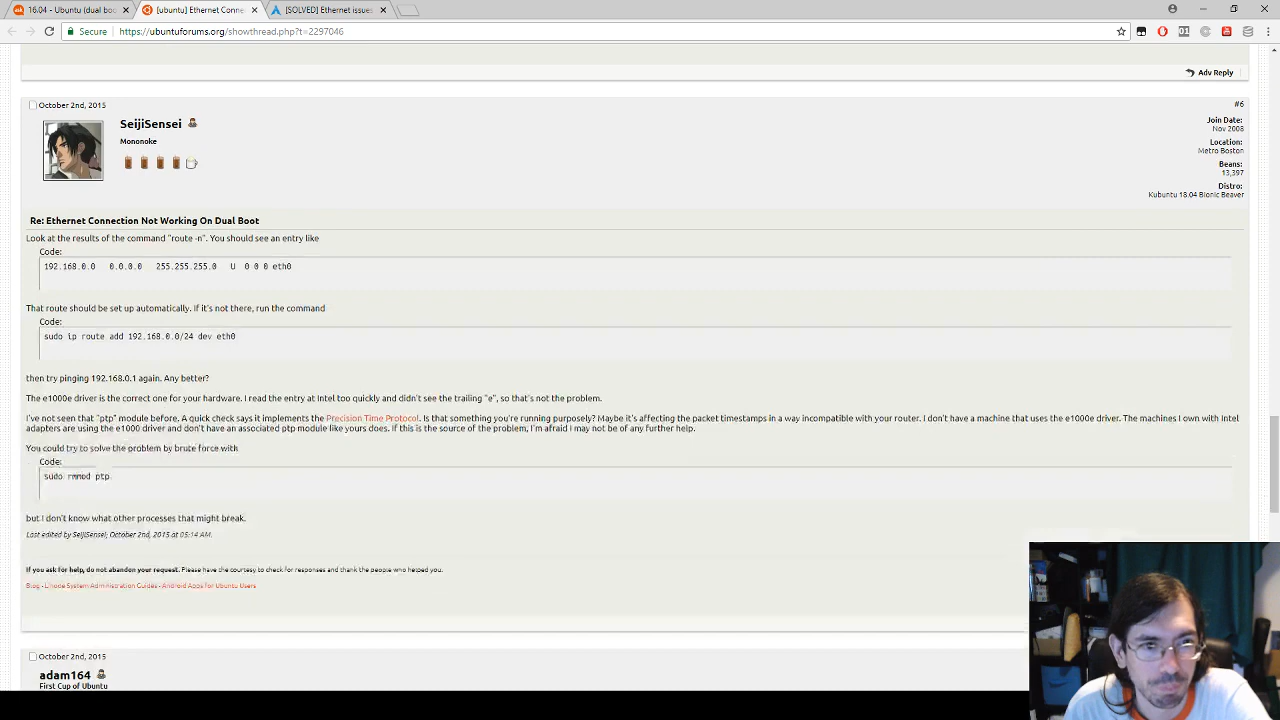 16.04 - Ubuntu (dual bo
[ubuntu] Ethernet Conne
[SOLVED] Ethernet issues
Secure
https://ubuntuforums.org/showthread.php?t=2297046
Adv Reply
October 2nd, 2015
#6
SeijiSensei
Mononoke
Join Date:
Nov 2008
Location:
Metro Boston
Beans:
13,397
Distro:
Kubuntu 18.04 Bionic Beaver
Re: Ethernet Connection Not Working On Dual Boot
Look at the results of the command "route -n". You should see an entry like
Code:
192.168.0.0 0.0.0.0 255.255.255.0 U 0 0 0 eth0
That route should be set up automatically. If it's not there, run the command
Code:
sudo ip route add 192.168.0.0/24 dev eth0
then try pinging 192.168.0.1 again. Any better?
The e1000e driver is the correct one for your hardware. I read the entry at Intel too quickly and didn't see the trailing "e", so that's not the problem.
I've not seen that "ptp" module before. A quick check says it implements the Precision Time Protocol. Is that something you're running purposely? Maybe it's affecting the packet timestamps in a way incompatible with your router. I don't have a machine that uses the e1000e driver. The machines I own with Intel
adapters are using the e1000 driver and don't have an associated ptp module like yours does. If this is the source of the problem, I'm afraid I may not be of any further help.
You could try to solve the problem by brute force with
Code:
sudo rmmod ptp
but I don't know what other processes that might break.
Last edited by SeijiSensei; October 2nd, 2015 at 05:14 AM.
If you ask for help, do not abandon your request. Please have the courtesy to check for responses and thank the people who helped you.
Blog · Linode System Administration Guides · Android Apps for Ubuntu Users
October 2nd, 2015
adam164
First Cup of Ubuntu